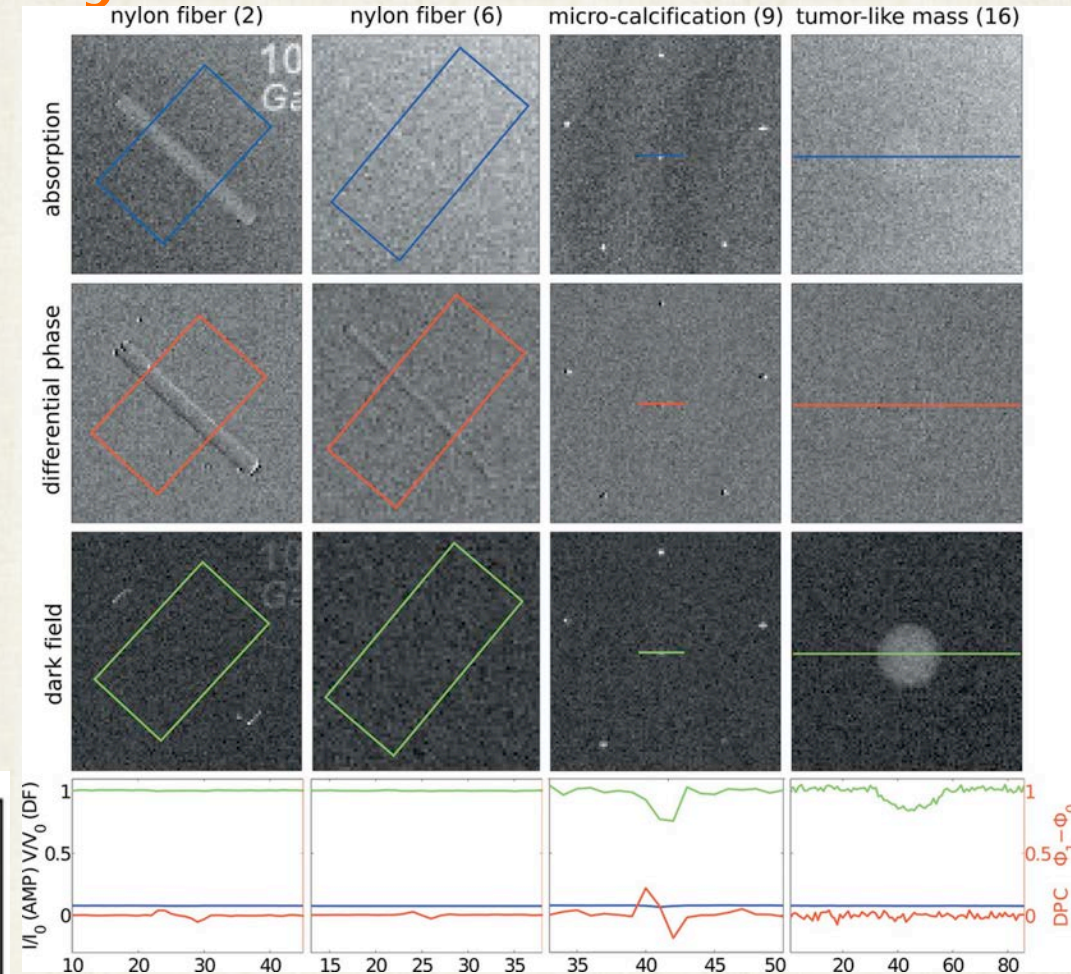 nylon fiber (2) nylon fiber (6) micro-calcification (9) tumor-like mass (16)
absorption
10
Ga
differential phase
dark field
10
Ga
I/I₀ (AMP) V/V₀ (DF)
1
0.5
0
1
0.5
0
DPC Φ₁−Φ₀
10 20 30 40 15 20 25 30 35 35 40 45 50 20 40 60 80